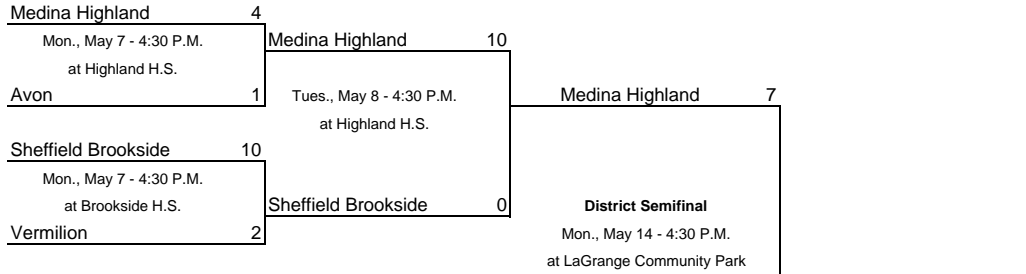 Medina Highland 4
Mon., May 7 - 4:30 P.M.
at Highland H.S.
Avon 1
Medina Highland 10
Tues., May 8 - 4:30 P.M.
at Highland H.S.
Medina Highland 7
Sheffield Brookside 10
Mon., May 7 - 4:30 P.M.
at Brookside H.S.
Vermilion 2
Sheffield Brookside 0
District Semifinal
Mon., May 14 - 4:30 P.M.
at LaGrange Community Park